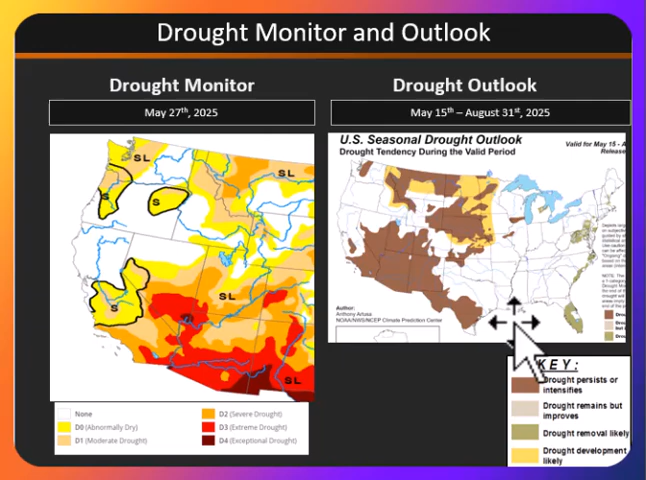 Drought Monitor and Outlook
Drought Monitor
May 27th, 2025
SL
SL
S
S
SL
S
SL
None
D0 (Abnormally Dry)
D1 (Moderate Drought)
D2 (Severe Drought)
D3 (Extreme Drought)
D4 (Exceptional Drought)
Drought Outlook
May 15th – August 31st, 2025
U.S. Seasonal Drought Outlook
Drought Tendency During the Valid Period
Valid for May 15 - A
Release
Author:
Anthony Artusa
NOAA/NWS/NCEP Climate Prediction Center
KEY:
Drought persists or
intensifies
Drought remains but
improves
Drought removal likely
Drought development
likely